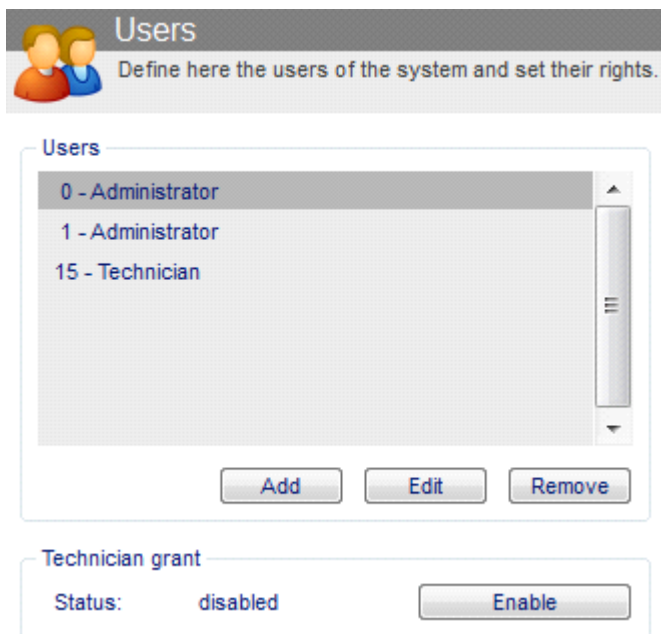 Users
Define here the users of the system and set their rights.
Users
0 - Administrator
1 - Administrator
15 - Technician
Add Edit Remove
Technician grant
Status: disabled Enable